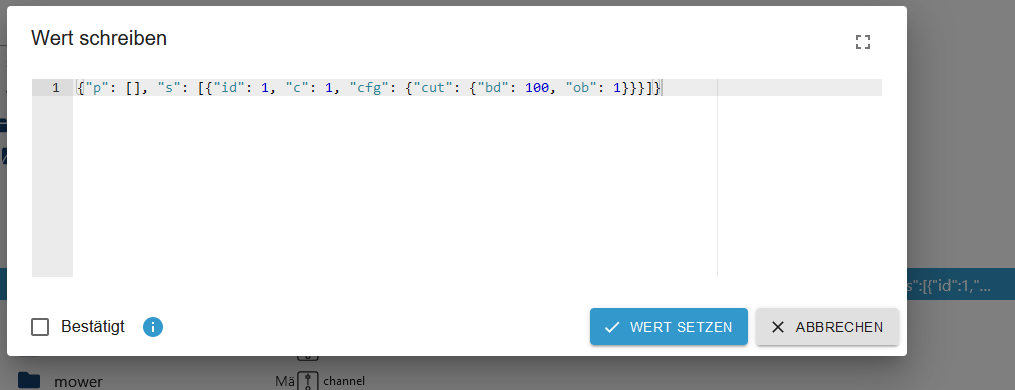 Wert schreiben
1 {"p": [], "s": [{"id": 1, "c": 1, "cfg": {"cut": {"bd": 100, "ob": 1}}}]}
s":[{"id":1,"...
Bestätigt
WERT SETZEN
ABBRECHEN
mower
Mä
channel